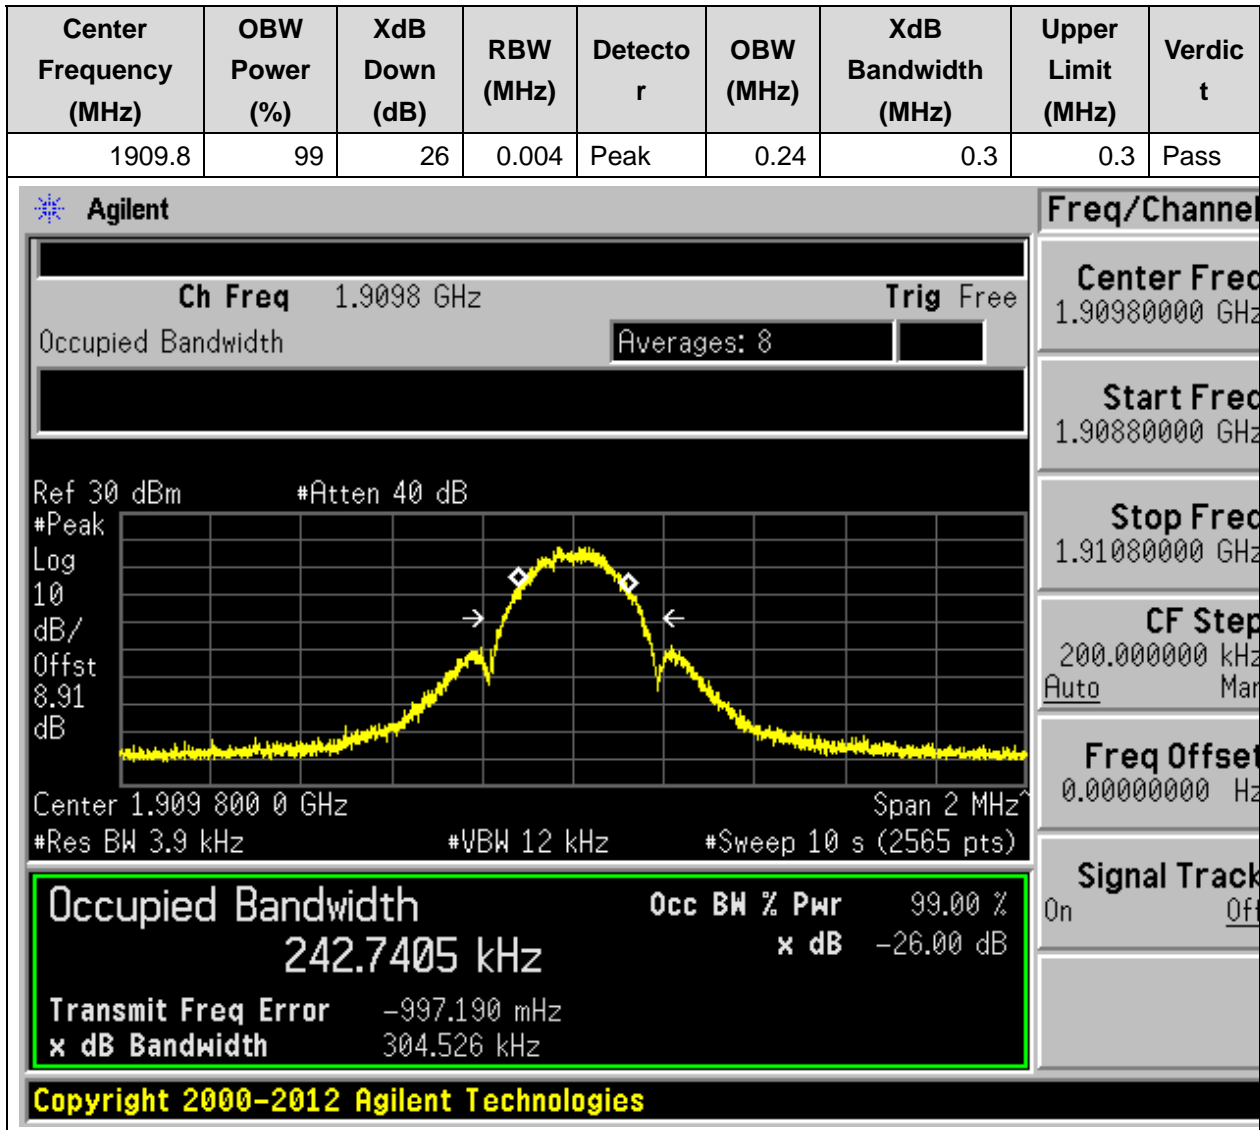 Center Frequency (MHz) OBW Power (%) XdB Down (dB) RBW (MHz) Detector OBW (MHz) XdB Bandwidth (MHz) Upper Limit (MHz) Verdict
1909.8 99 26 0.004 Peak 0.24 0.3 0.3 Pass
Agilent
Freq/Channel
Ch Freq 1.9098 GHz Trig Free
Occupied Bandwidth Averages: 8
Center Freq
1.90980000 GHz
Start Freq
1.90880000 GHz
Stop Freq
1.91080000 GHz
CF Step
200.000000 kHz
Auto Man
Freq Offset
0.00000000 Hz
Signal Track
On Off
Ref 30 dBm #Atten 40 dB
#Peak
Log
10
dB/
Offst
8.91
dB
Center 1.909 800 0 GHz Span 2 MHz^
#Res BW 3.9 kHz #VBW 12 kHz #Sweep 10 s (2565 pts)
Occupied Bandwidth Occ BW % Pwr 99.00 %
242.7405 kHz x dB -26.00 dB
Transmit Freq Error -997.190 mHz
x dB Bandwidth 304.526 kHz
Copyright 2000-2012 Agilent Technologies